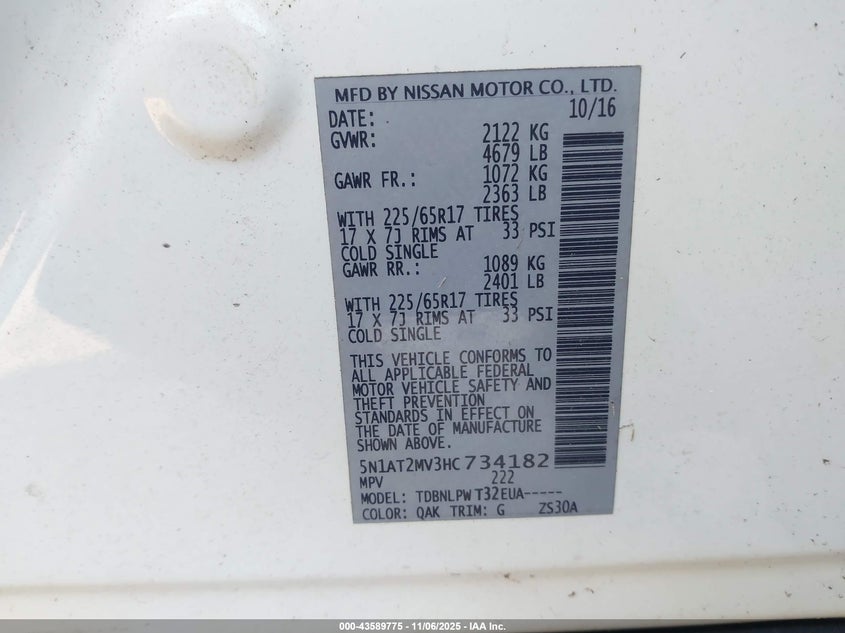 MFD BY NISSAN MOTOR CO., LTD.
DATE: 10/16
GVWR: 2122 KG
4679 LB
GAWR FR.: 1072 KG
2363 LB
WITH 225/65R17 TIRES
17 X 7J RIMS AT 33 PSI
COLD SINGLE
GAWR RR.: 1089 KG
2401 LB
WITH 225/65R17 TIRES
17 X 7J RIMS AT 33 PSI
COLD SINGLE
THIS VEHICLE CONFORMS TO
ALL APPLICABLE FEDERAL
MOTOR VEHICLE SAFETY AND
THEFT PREVENTION
STANDARDS IN EFFECT ON
THE DATE OF MANUFACTURE
SHOWN ABOVE.
5N1AT2MV3HC734182
MPV 222
MODEL: TDBNLPW T32EUA-----
COLOR: QAK TRIM: G ZS30A
000-43589775 - 11/06/2025 - IAA Inc.